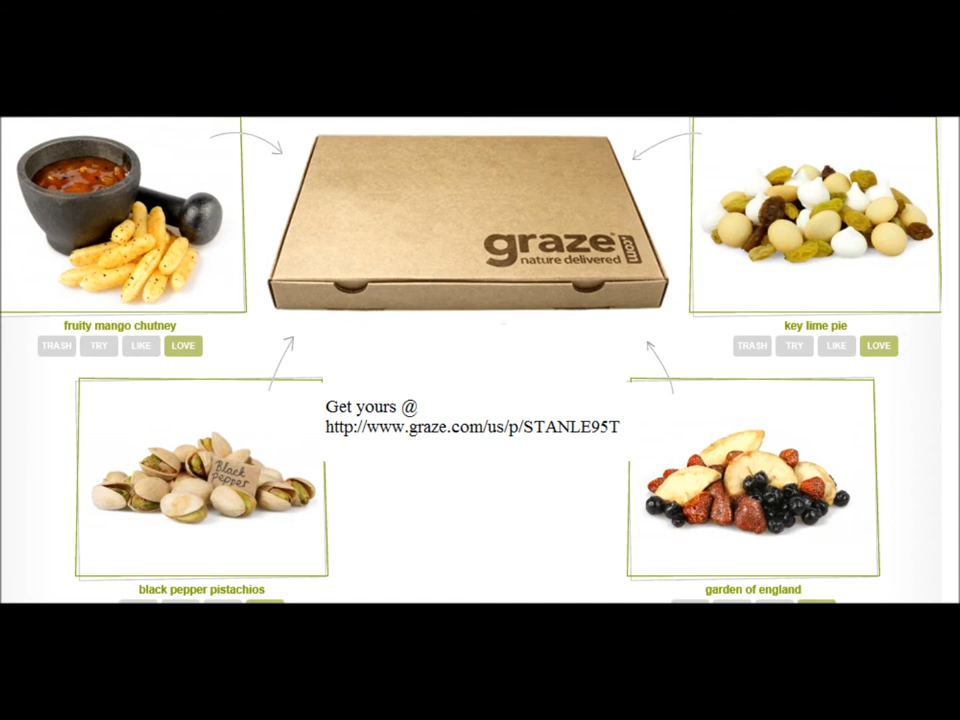 graze
.com
nature delivered
fruity mango chutney
TRASH TRY LIKE LOVE
key lime pie
TRASH TRY LIKE LOVE
Get yours @
http://www.graze.com/us/p/STANLE95T
Black
Pepper
black pepper pistachios
garden of england